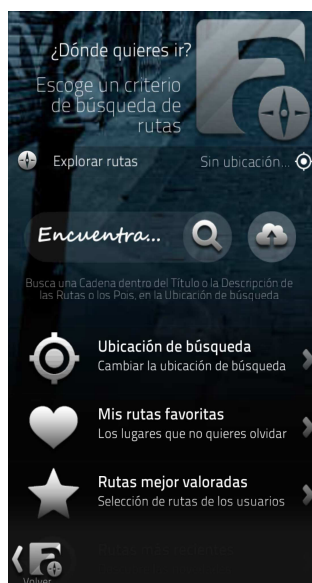 ¿Dónde quieres ir?
Escoge un criterio
de búsqueda de
rutas
Explorar rutas
Sin ubicación...
Encuentra...
Busca una Cadena dentro del Título o la Descripción de
las Rutas o los Pois, en la Ubicación de búsqueda
Ubicación de búsqueda
Cambiar la ubicación de búsqueda
Mis rutas favoritas
Los lugares que no quieres olvidar
Rutas mejor valoradas
Selección de rutas de los usuarios
Rutas más recientes
Volver